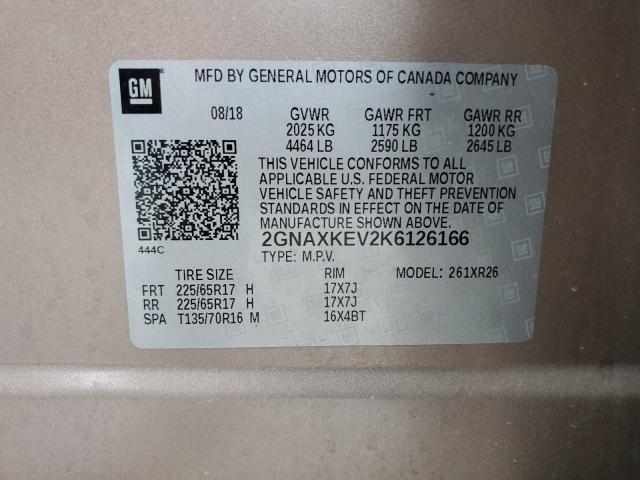 GM
MFD BY GENERAL MOTORS OF CANADA COMPANY
08/18 GVWR GAWR FRT GAWR RR
2025 KG 1175 KG 1200 KG
4464 LB 2590 LB 2645 LB
THIS VEHICLE CONFORMS TO ALL
APPLICABLE U.S. FEDERAL MOTOR
VEHICLE SAFETY AND THEFT PREVENTION
STANDARDS IN EFFECT ON THE DATE OF
MANUFACTURE SHOWN ABOVE.
444C 2GNAXKEV2K6126166
TYPE: M.P.V.
TIRE SIZE RIM MODEL: 261XR26
FRT 225/65R17 H 17X7J
RR 225/65R17 H 17X7J
SPA T135/70R16 M 16X4BT